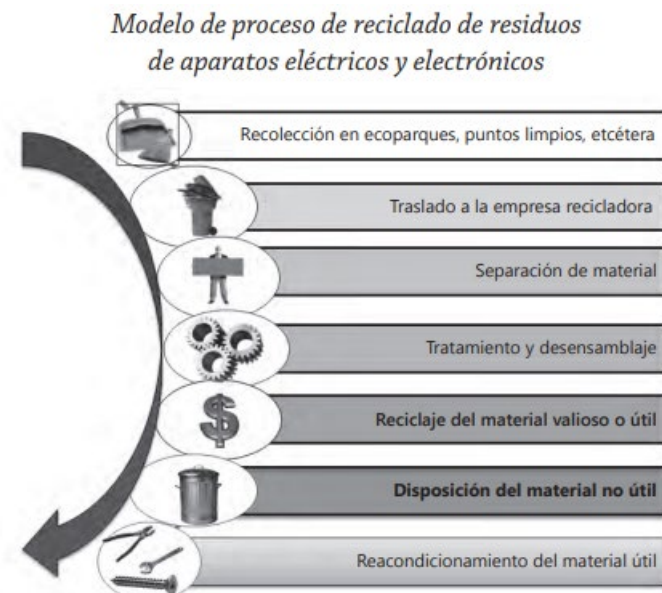 Modelo de proceso de reciclado de residuos
de aparatos eléctricos y electrónicos
Recolección en ecoparques, puntos limpios, etcétera
Traslado a la empresa recicladora
Separación de material
Tratamiento y desensamblaje
Reciclaje del material valioso o útil
Disposición del material no útil
Reacondicionamiento del material útil